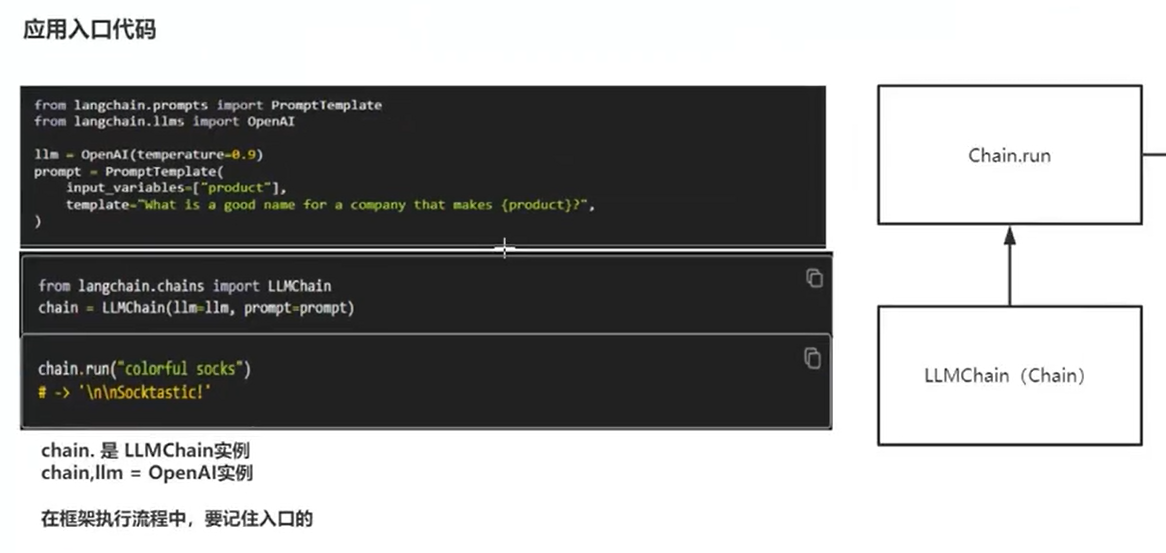 应用入口代码
from langchain.prompts import PromptTemplate
from langchain.llms import OpenAI
llm = OpenAI(temperature=0.9)
prompt = PromptTemplate(
    input_variables=["product"],
    template="What is a good name for a company that makes {product}?",
)
from langchain.chains import LLMChain
chain = LLMChain(llm=llm, prompt=prompt)
chain.run("colorful socks")
# -> '\n\nSocktastic!'
chain. 是 LLMChain实例
chain,llm = OpenAI实例
在框架执行流程中，要记住入口的
Chain.run
LLMChain（Chain）